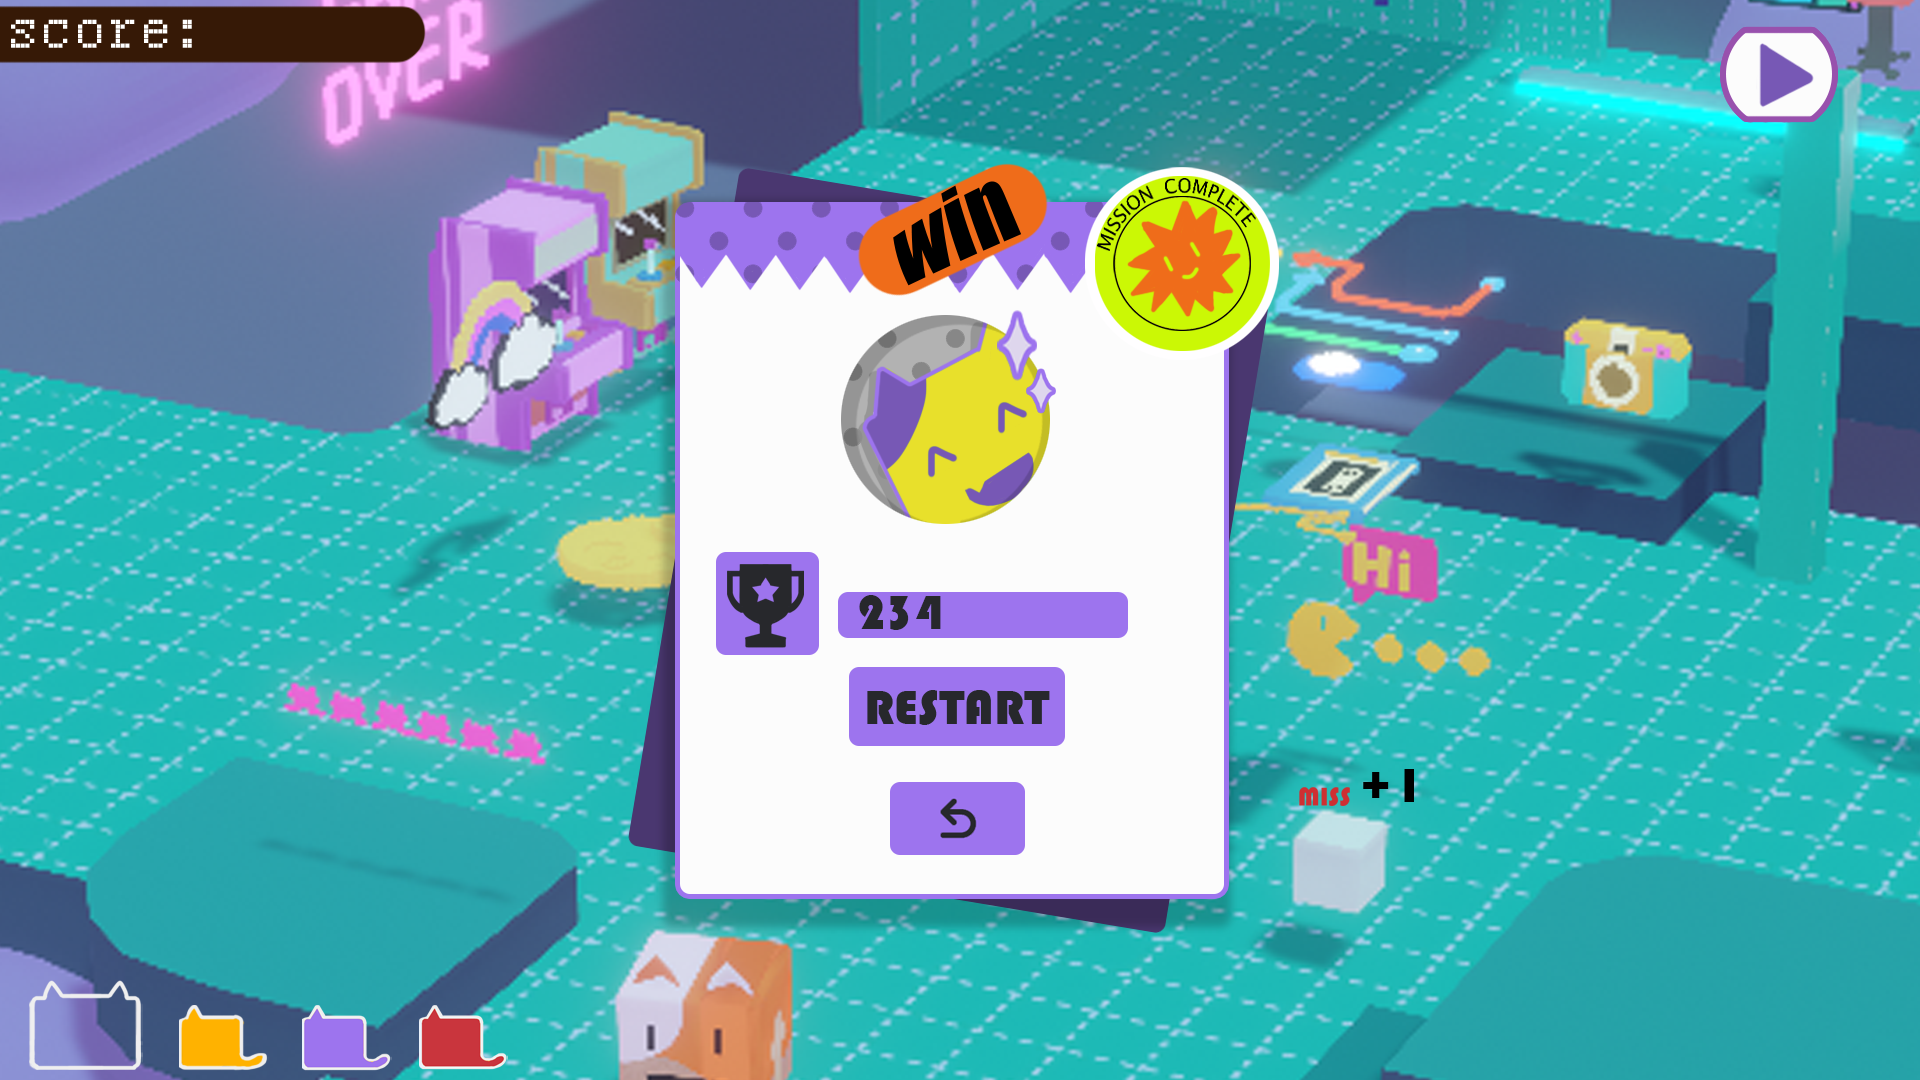 score:
OVER
win
MISSION COMPLETE
234
RESTART
Hi
miss +1